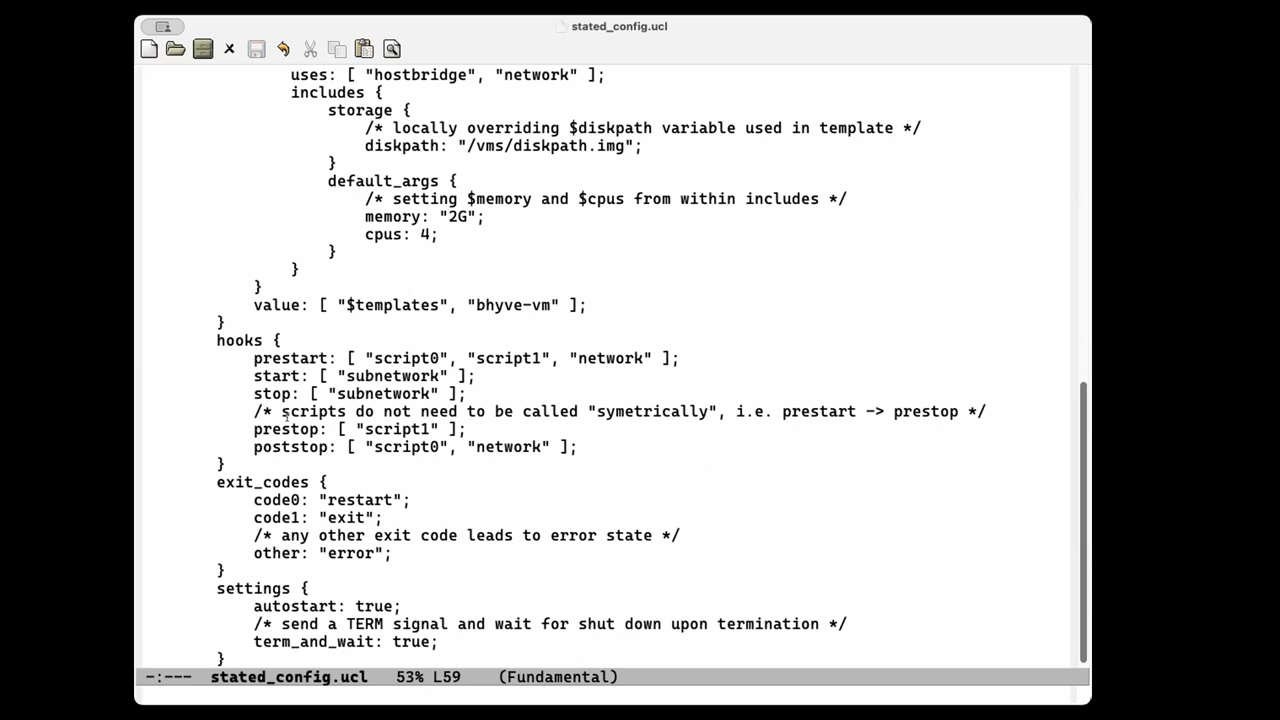 stated_config.ucl
uses: [ "hostbridge", "network" ];
includes {
storage {
/* locally overriding $diskpath variable used in template */
diskpath: "/vms/diskpath.img";
}
default_args {
/* setting $memory and $cpus from within includes */
memory: "2G";
cpus: 4;
}
}
}
value: [ "$templates", "bhyve-vm" ];
}
hooks {
prestart: [ "script0", "script1", "network" ];
start: [ "subnetwork" ];
stop: [ "subnetwork" ];
/* scripts do not need to be called "symetrically", i.e. prestart -> prestop */
prestop: [ "script1" ];
poststop: [ "script0", "network" ];
}
exit_codes {
code0: "restart";
code1: "exit";
/* any other exit code leads to error state */
other: "error";
}
settings {
autostart: true;
/* send a TERM signal and wait for shut down upon termination */
term_and_wait: true;
}
-:--- stated_config.ucl 53% L59 (Fundamental)